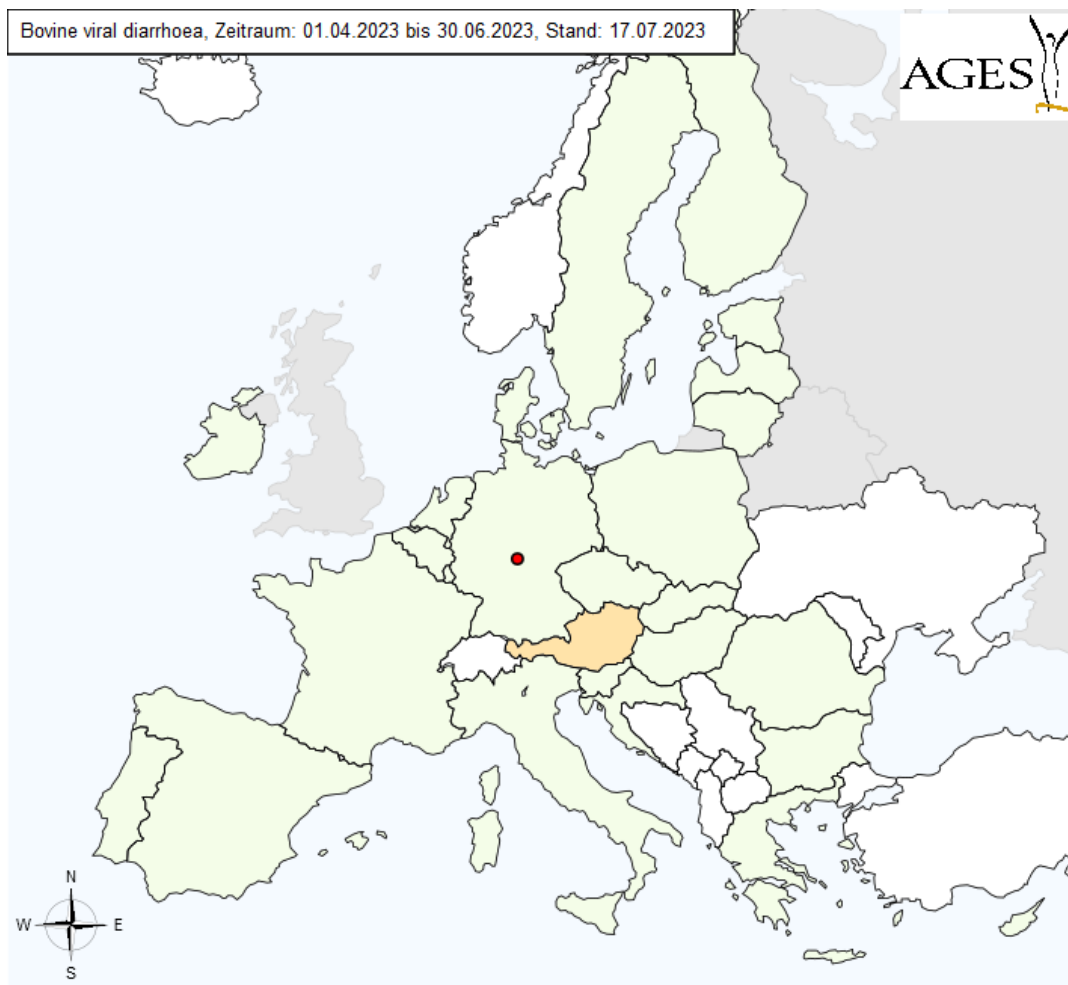 Bovine viral diarrhoea, Zeitraum: 01.04.2023 bis 30.06.2023, Stand: 17.07.2023
AGES
N
W E
S